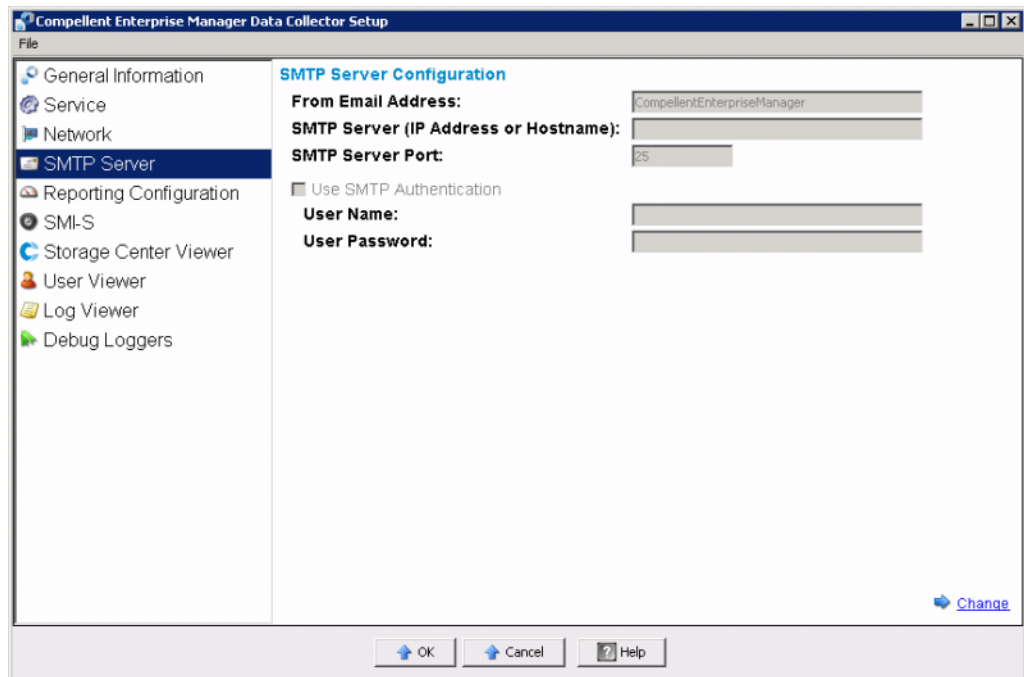 Compellent Enterprise Manager Data Collector Setup
File
General Information
Service
Network
SMTP Server
Reporting Configuration
SMI-S
Storage Center Viewer
User Viewer
Log Viewer
Debug Loggers
SMTP Server Configuration
From Email Address:
CompellentEnterpriseManager
SMTP Server (IP Address or Hostname):
SMTP Server Port:
25
Use SMTP Authentication
User Name:
User Password:
Change
OK
Cancel
? Help